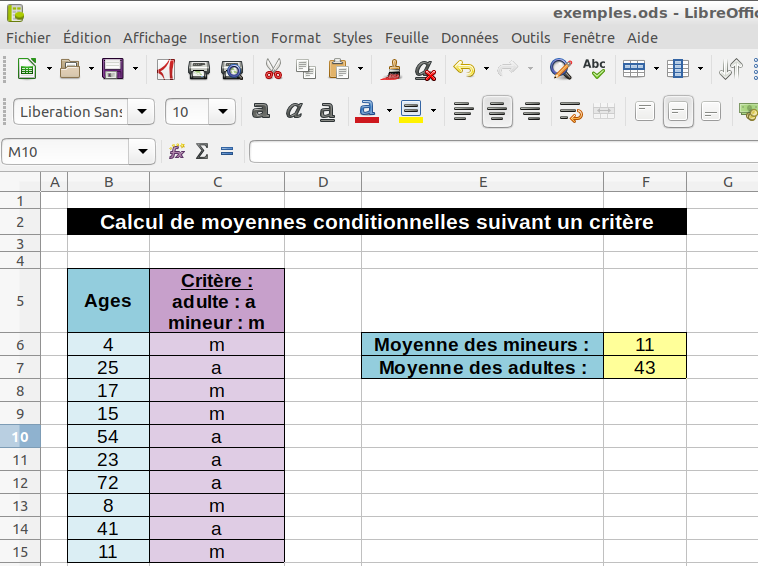 exemples.ods - LibreOffic
Fichier Édition Affichage Insertion Format Styles Feuille Données Outils Fenêtre Aide
Abc
Liberation Sans 10 a a a a
M10 fx Σ =
A B C D E F G
1
2 Calcul de moyennes conditionnelles suivant un critère
3
4
5 Ages Critère :
adulte : a
mineur : m
6 4 m Moyenne des mineurs : 11
7 25 a Moyenne des adultes : 43
8 17 m
9 15 m
10 54 a
11 23 a
12 72 a
13 8 m
14 41 a
15 11 m